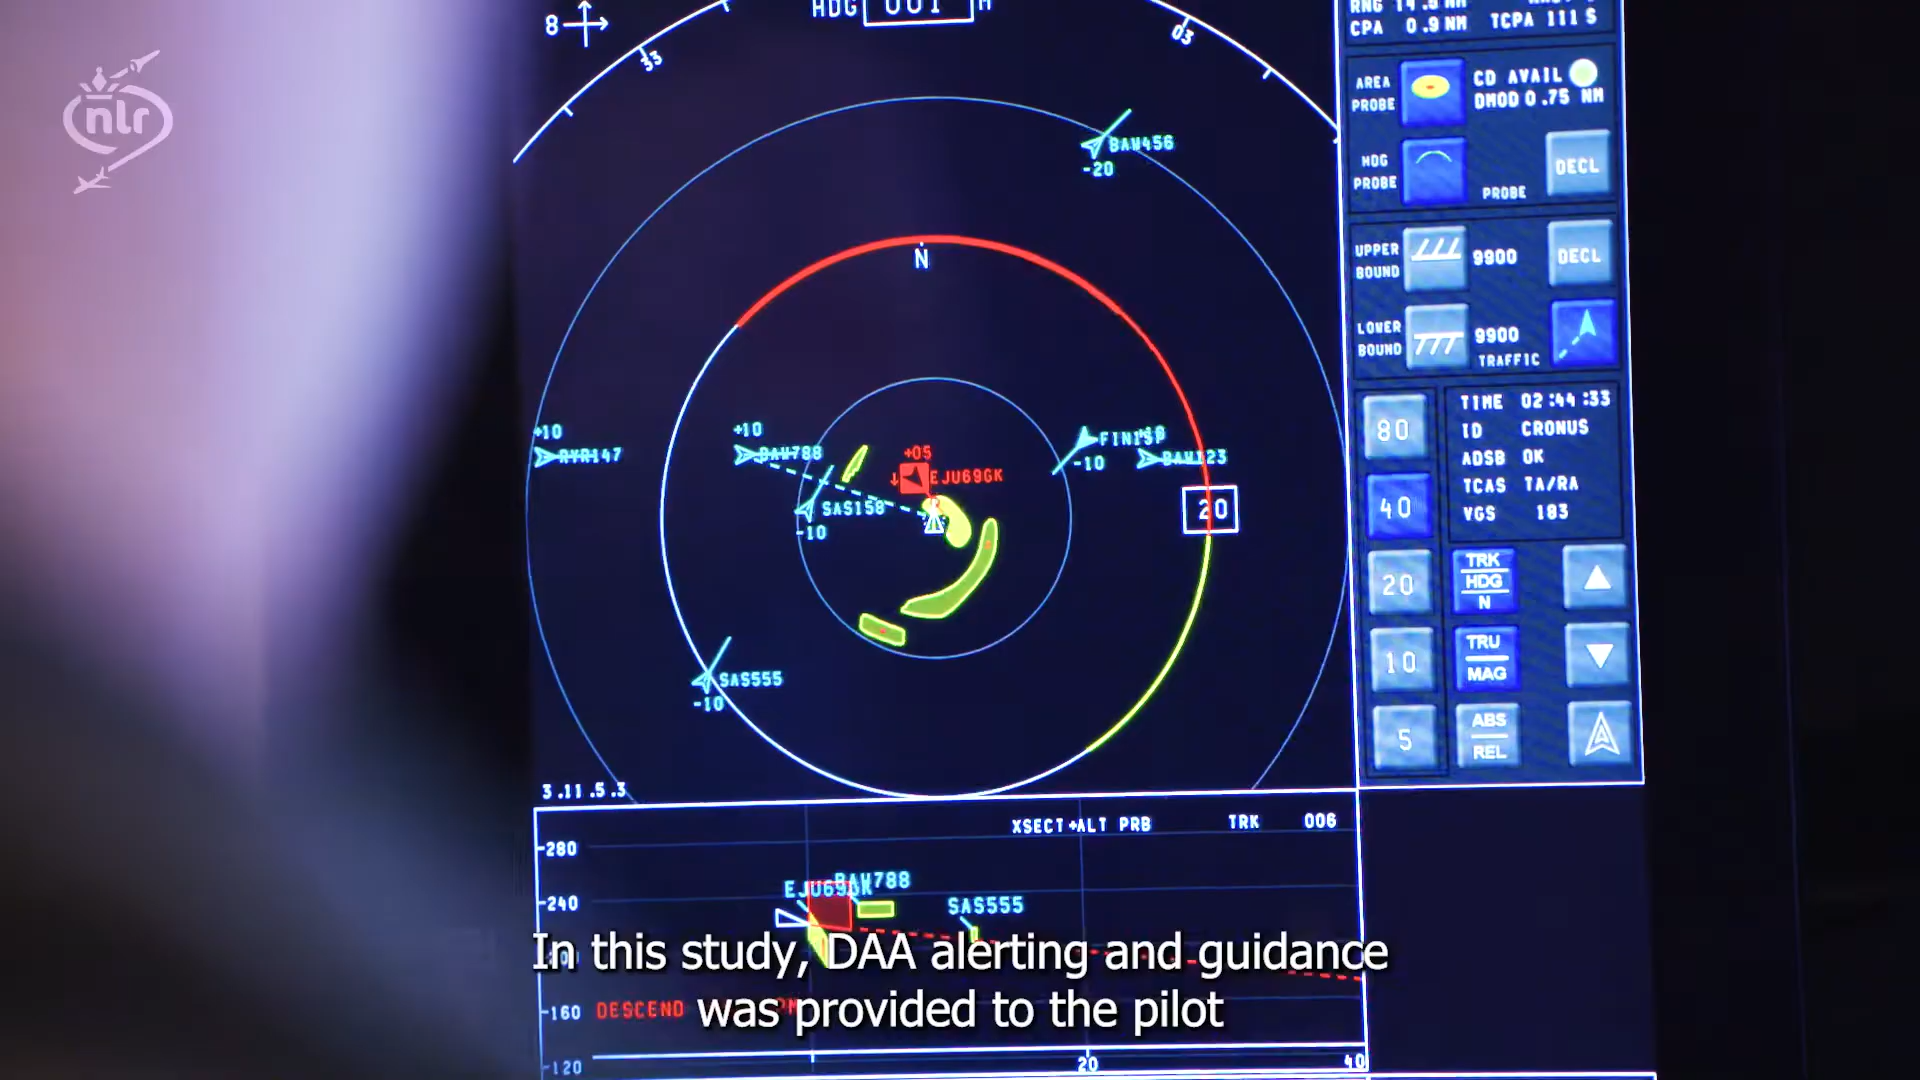 nlr
8
HDG 001 M
33
03
N
BAW456
-20
+10
RYR147
+10
BAW788
+05
EJU69GK
SAS158
-10
-10
BAW123
20
SAS555
-10
3.11.5.3
CPA 0.9 NM TCPA 111 S
AREA PROBE
CD AVAIL
DMOD 0.75 NM
HDG PROBE
PROBE
DECL
UPPER BOUND
9900
DECL
LOWER BOUND
9900
TRAFFIC
80
40
20
10
5
TIME 02:44:33
ID CRONUS
ADSB OK
TCAS TA/RA
VGS 183
TRK
HDG
N
TRU
MAG
ABS
REL
XSECT+ALT PRB TRK 006
-280
-240
-160
-120
EJU69GK
BAW788
SAS555
DESCEND
20
40
In this study, DAA alerting and guidance
was provided to the pilot